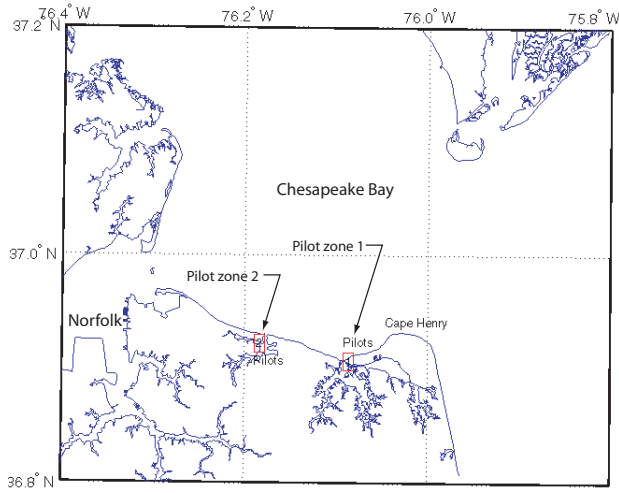 76.4° W 76.2° W 76.0° W 75.8° W
37.2° N
Chesapeake Bay
Pilot zone 1
37.0° N
Pilot zone 2
Norfolk
Cape Henry
Pilots
Pilots
36.8° N